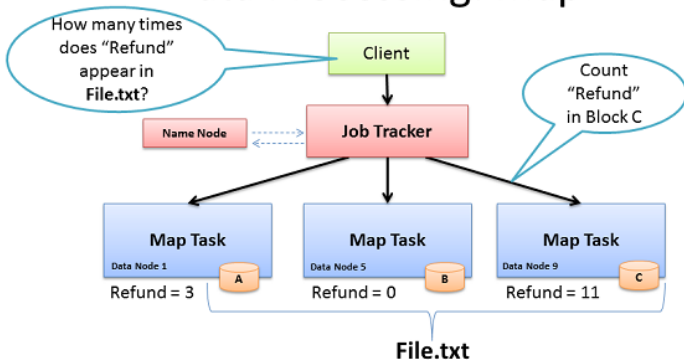 How many times
does “Refund”
appear in
File.txt?
Client
Count
“Refund”
in Block C
Name Node
Job Tracker
Map Task
Data Node 1
A
Refund = 3
Map Task
Data Node 5
B
Refund = 0
Map Task
Data Node 9
C
Refund = 11
File.txt